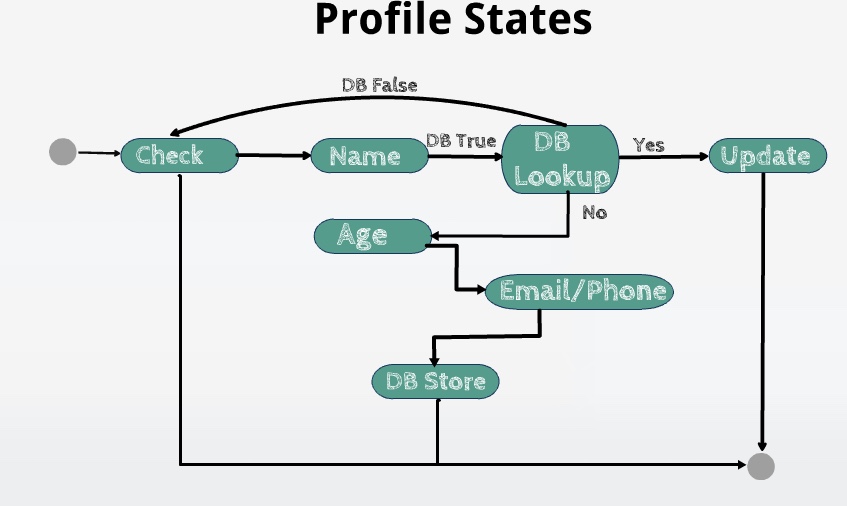 Profile States
DB False
Check
Name
DB True
DB
Lookup
Yes
Update
No
Age
Email/Phone
DB Store